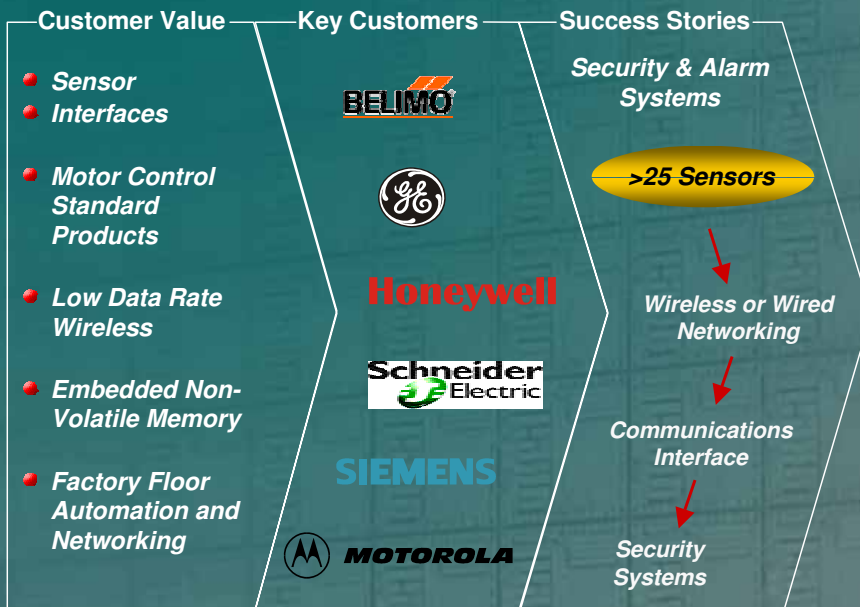 Customer Value
Sensor
Interfaces
Motor Control
Standard
Products
Low Data Rate
Wireless
Embedded Non-
Volatile Memory
Factory Floor
Automation and
Networking
Key Customers
BELIMO
GE
Honeywell
Schneider
Electric
SIEMENS
MOTOROLA
Success Stories
Security & Alarm
Systems
>25 Sensors
Wireless or Wired
Networking
Communications
Interface
Security
Systems